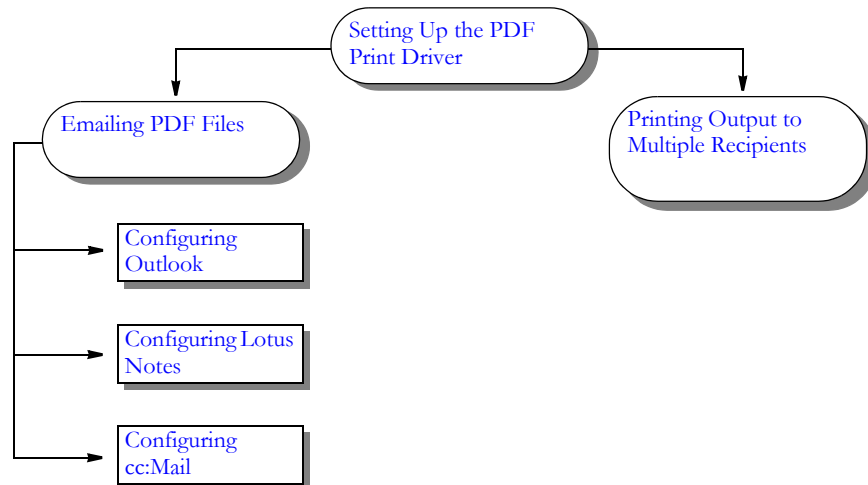 Setting Up the PDF
Print Driver
Emailing PDF Files
Printing Output to
Multiple Recipients
Configuring
Outlook
Configuring Lotus
Notes
Configuring
cc:Mail